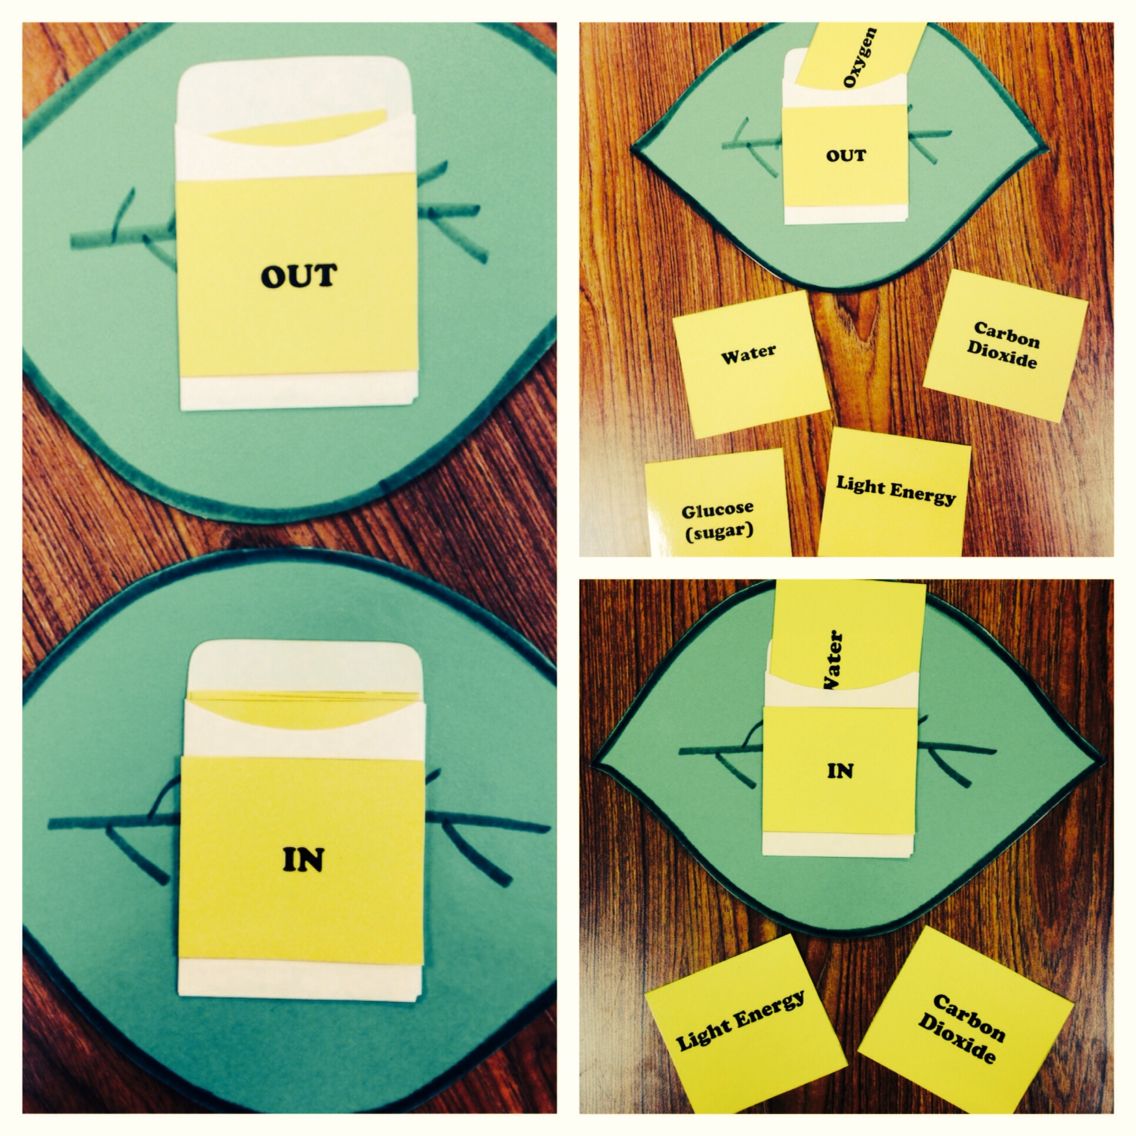 OUT
IN
Oxygen
OUT
Water
Carbon
Dioxide
Glucose
(sugar)
Light Energy
Water
IN
Light Energy
Carbon
Dioxide